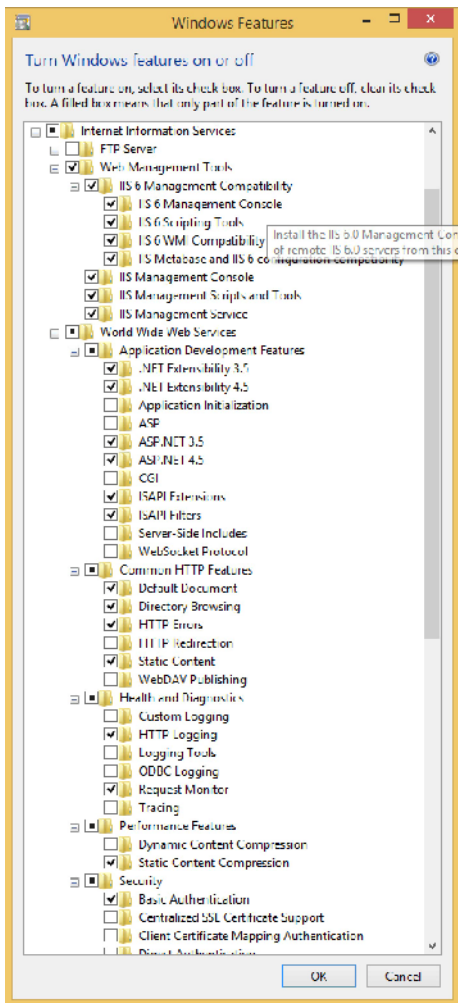 Windows Features
Turn Windows features on or off
To turn a feature on, select its check box. To turn a feature off, clear its check
box. A filled box means that only part of the feature is turned on.
Internet Information Services
FTP Server
Web Management Tools
IIS 6 Management Compatibility
IIS 6 Management Console
IIS 6 Scripting Tools
Install the IIS 6.0 Management Con
IIS 6 WMI Compatibility
of remote IIS 6.0 servers from this c
IIS Metabase and IIS 6 configuration compatibility
IIS Management Console
IIS Management Scripts and Tools
IIS Management Service
World Wide Web Services
Application Development Features
.NET Extensibility 3.5
.NET Extensibility 4.5
Application Initialization
ASP
ASP.NET 3.5
ASP.NET 4.5
CGI
ISAPI Extensions
ISAPI Filters
Server-Side Includes
WebSocket Protocol
Common HTTP Features
Default Document
Directory Browsing
HTTP Errors
HTTP Redirection
Static Content
WebDAV Publishing
Health and Diagnostics
Custom Logging
HTTP Logging
Logging Tools
ODBC Logging
Request Monitor
Tracing
Performance Features
Dynamic Content Compression
Static Content Compression
Security
Basic Authentication
Centralized SSL Certificate Support
Client Certificate Mapping Authentication
OK
Cancel